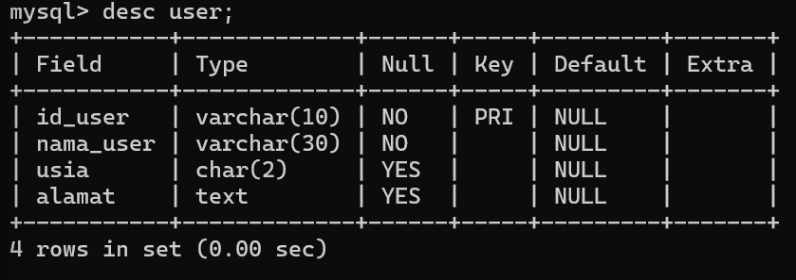 mysql> desc user;
+-----------+-------------+------+-----+---------+-------+
| Field     | Type        | Null | Key | Default | Extra |
+-----------+-------------+------+-----+---------+-------+
| id_user   | varchar(10) | NO   | PRI | NULL    |       |
| nama_user | varchar(30) | NO   |     | NULL    |       |
| usia      | char(2)     | YES  |     | NULL    |       |
| alamat    | text        | YES  |     | NULL    |       |
+-----------+-------------+------+-----+---------+-------+
4 rows in set (0.00 sec)